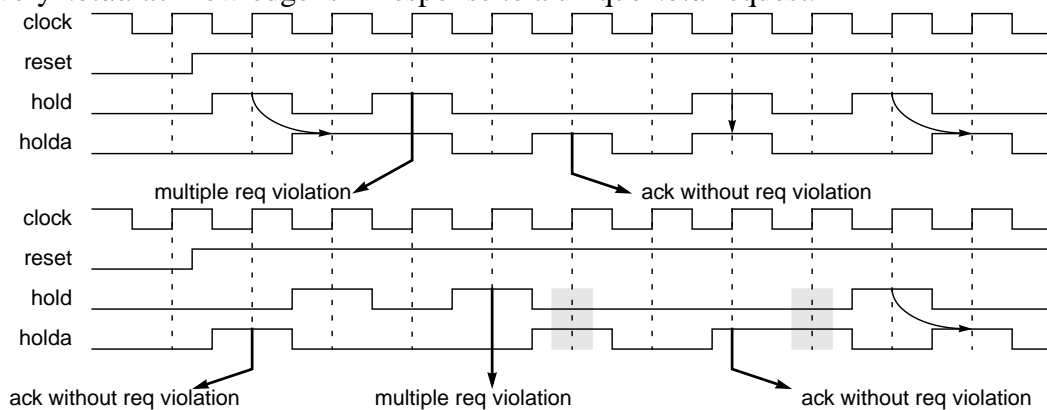 clock
reset
hold
holda
multiple req violation
ack without req violation
clock
reset
hold
holda
ack without req violation
multiple req violation
ack without req violation